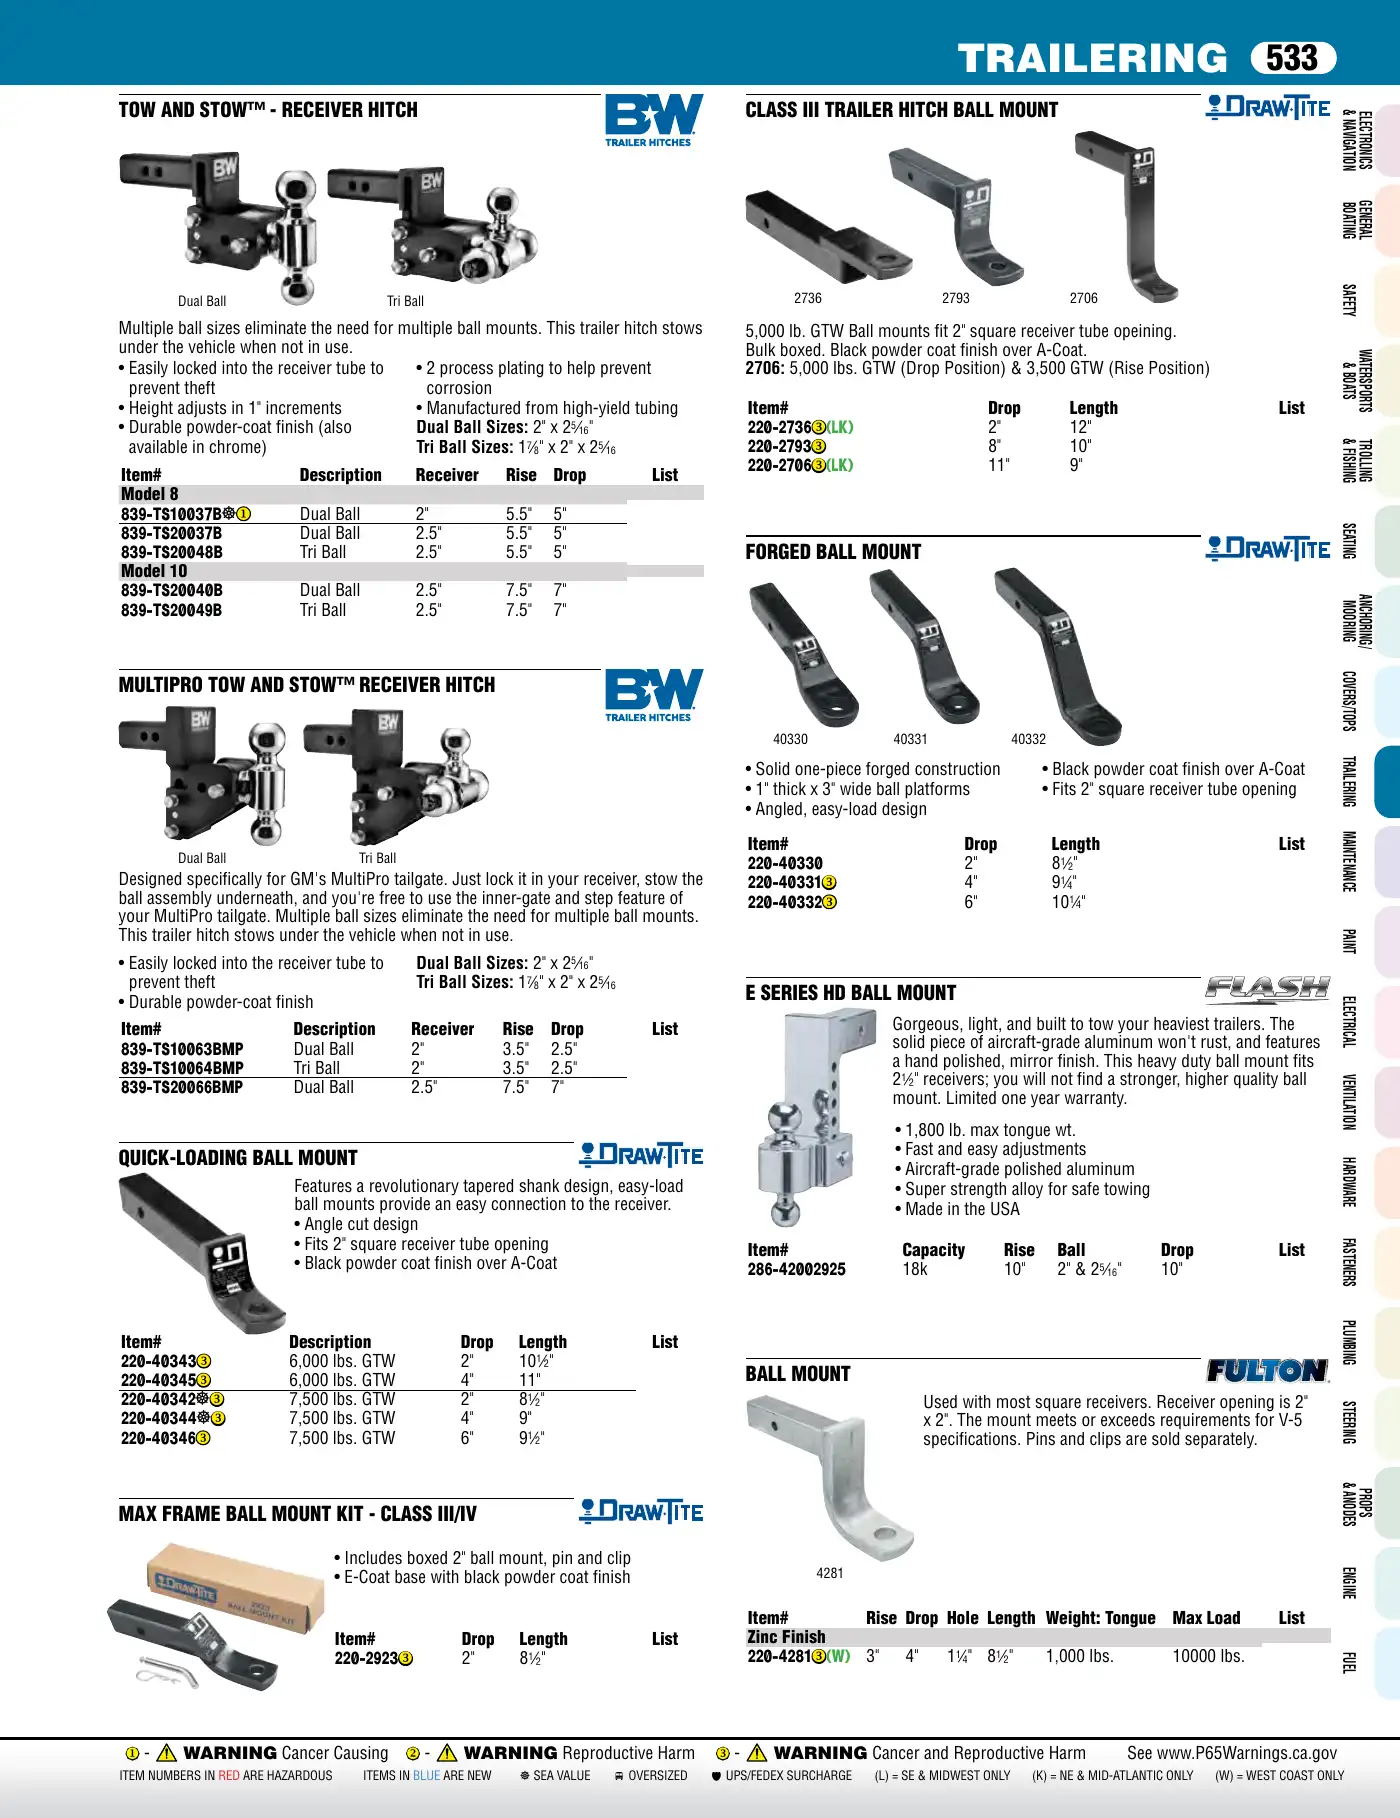 TRAILERING 533
TOW AND STOW™ - RECEIVER HITCH
B★W
TRAILER HITCHES
Dual Ball
Tri Ball
Multiple ball sizes eliminate the need for multiple ball mounts. This trailer hitch stows
under the vehicle when not in use.
• Easily locked into the receiver tube to
prevent theft
• Height adjusts in 1" increments
• Durable powder-coat finish (also
available in chrome)
• 2 process plating to help prevent
corrosion
• Manufactured from high-yield tubing
Dual Ball Sizes: 2" x 2⁵⁄₁₆"
Tri Ball Sizes: 1⅞" x 2" x 2⁵⁄₁₆
Item# Description Receiver Rise Drop List
Model 8
839-TS10037B☸① Dual Ball 2" 5.5" 5"
839-TS20037B Dual Ball 2.5" 5.5" 5"
839-TS20048B Tri Ball 2.5" 5.5" 5"
Model 10
839-TS20040B Dual Ball 2.5" 7.5" 7"
839-TS20049B Tri Ball 2.5" 7.5" 7"
MULTIPRO TOW AND STOW™ RECEIVER HITCH
B★W
TRAILER HITCHES
Dual Ball
Tri Ball
Designed specifically for GM's MultiPro tailgate. Just lock it in your receiver, stow the
ball assembly underneath, and you're free to use the inner-gate and step feature of
your MultiPro tailgate. Multiple ball sizes eliminate the need for multiple ball mounts.
This trailer hitch stows under the vehicle when not in use.
• Easily locked into the receiver tube to
prevent theft
• Durable powder-coat finish
Dual Ball Sizes: 2" x 2⁵⁄₁₆"
Tri Ball Sizes: 1⅞" x 2" x 2⁵⁄₁₆
Item# Description Receiver Rise Drop List
839-TS10063BMP Dual Ball 2" 3.5" 2.5"
839-TS10064BMP Tri Ball 2" 3.5" 2.5"
839-TS20066BMP Dual Ball 2.5" 7.5" 7"
QUICK-LOADING BALL MOUNT
DRAW-TITE
Features a revolutionary tapered shank design, easy-load
ball mounts provide an easy connection to the receiver.
• Angle cut design
• Fits 2" square receiver tube opening
• Black powder coat finish over A-Coat
Item# Description Drop Length List
220-40343③ 6,000 lbs. GTW 2" 10½"
220-40345③ 6,000 lbs. GTW 4" 11"
220-40342☸③ 7,500 lbs. GTW 2" 8½"
220-40344☸③ 7,500 lbs. GTW 4" 9"
220-40346③ 7,500 lbs. GTW 6" 9½"
MAX FRAME BALL MOUNT KIT - CLASS III/IV
DRAW-TITE
• Includes boxed 2" ball mount, pin and clip
• E-Coat base with black powder coat finish
Item# Drop Length List
220-2923③ 2" 8½"
CLASS III TRAILER HITCH BALL MOUNT
DRAW-TITE
2736
2793
2706
5,000 lb. GTW Ball mounts fit 2" square receiver tube opeining.
Bulk boxed. Black powder coat finish over A-Coat.
2706: 5,000 lbs. GTW (Drop Position) & 3,500 GTW (Rise Position)
Item# Drop Length List
220-2736③(LK) 2" 12"
220-2793③ 8" 10"
220-2706③(LK) 11" 9"
FORGED BALL MOUNT
DRAW-TITE
40330
40331
40332
• Solid one-piece forged construction
• 1" thick x 3" wide ball platforms
• Angled, easy-load design
• Black powder coat finish over A-Coat
• Fits 2" square receiver tube opening
Item# Drop Length List
220-40330 2" 8½"
220-40331③ 4" 9¼"
220-40332③ 6" 10¼"
E SERIES HD BALL MOUNT
FLASH
Gorgeous, light, and built to tow your heaviest trailers. The
solid piece of aircraft-grade aluminum won't rust, and features
a hand polished, mirror finish. This heavy duty ball mount fits
2½" receivers; you will not find a stronger, higher quality ball
mount. Limited one year warranty.
• 1,800 lb. max tongue wt.
• Fast and easy adjustments
• Aircraft-grade polished aluminum
• Super strength alloy for safe towing
• Made in the USA
Item# Capacity Rise Ball Drop List
286-42002925 18k 10" 2" & 2⁵⁄₁₆" 10"
BALL MOUNT
FULTON
Used with most square receivers. Receiver opening is 2"
x 2". The mount meets or exceeds requirements for V-5
specifications. Pins and clips are sold separately.
4281
Item# Rise Drop Hole Length Weight: Tongue Max Load List
Zinc Finish
220-4281③(W) 3" 4" 1¼" 8½" 1,000 lbs. 10000 lbs.
ELECTRONICS
& NAVIGATION
GENERAL
BOATING
SAFETY
WATERSPORTS
& BOATS
TROLLING
& FISHING
SEATING
ANCHORING/
MOORING
COVERS/TOPS
TRAILERING
MAINTENANCE
PAINT
ELECTRICAL
VENTILATION
HARDWARE
FASTENERS
PLUMBING
STEERING
PROPS
& ANODES
ENGINE
FUEL
① - ⚠ WARNING Cancer Causing ② - ⚠ WARNING Reproductive Harm ③ - ⚠ WARNING Cancer and Reproductive Harm See www.P65Warnings.ca.gov
ITEM NUMBERS IN RED ARE HAZARDOUS ITEMS IN BLUE ARE NEW ☸ SEA VALUE OVERSIZED UPS/FEDEX SURCHARGE (L) = SE & MIDWEST ONLY (K) = NE & MID-ATLANTIC ONLY (W) = WEST COAST ONLY